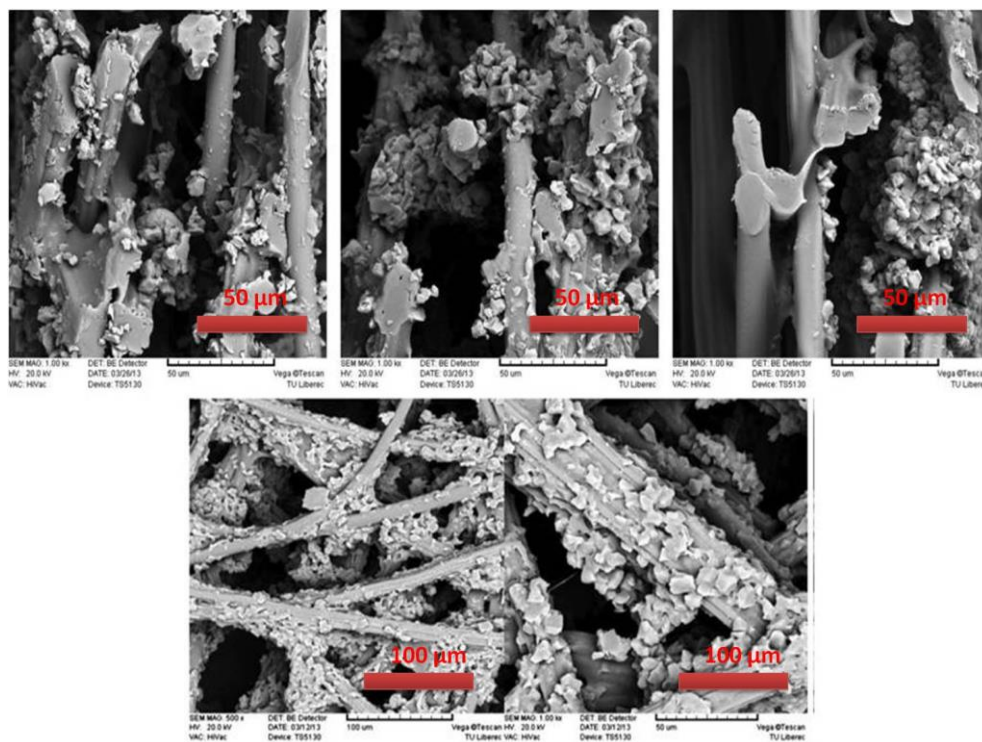 50 µm
50 µm
50 µm
SEM MAG: 1.00 kx DET: BE Detector
HV: 20.0 kV DATE: 03/26/13 50 um Vega ©Tescan
VAC: HiVac Device: TS5130 TU Liberec
SEM MAG: 1.00 kx DET: BE Detector
HV: 20.0 kV DATE: 03/26/13 50 um Vega ©Tescan
VAC: HiVac Device: TS5130 TU Liberec
SEM MAG: 1.00 kx DET: BE Detector
HV: 20.0 kV DATE: 03/26/13 50 um Vega ©Tescan
VAC: HiVac Device: TS5130 TU Liberec
100 µm
100 µm
SEM MAG: 500 x DET: BE Detector
HV: 20.0 kV DATE: 03/12/13 100 um Vega ©Tescan
VAC: HiVac Device: TS5130 TU Liberec
SEM MAG: 1.00 kx DET: BE Detector
HV: 20.0 kV DATE: 03/12/13 50 um Vega ©Tescan
VAC: HiVac Device: TS5130 TU Liberec